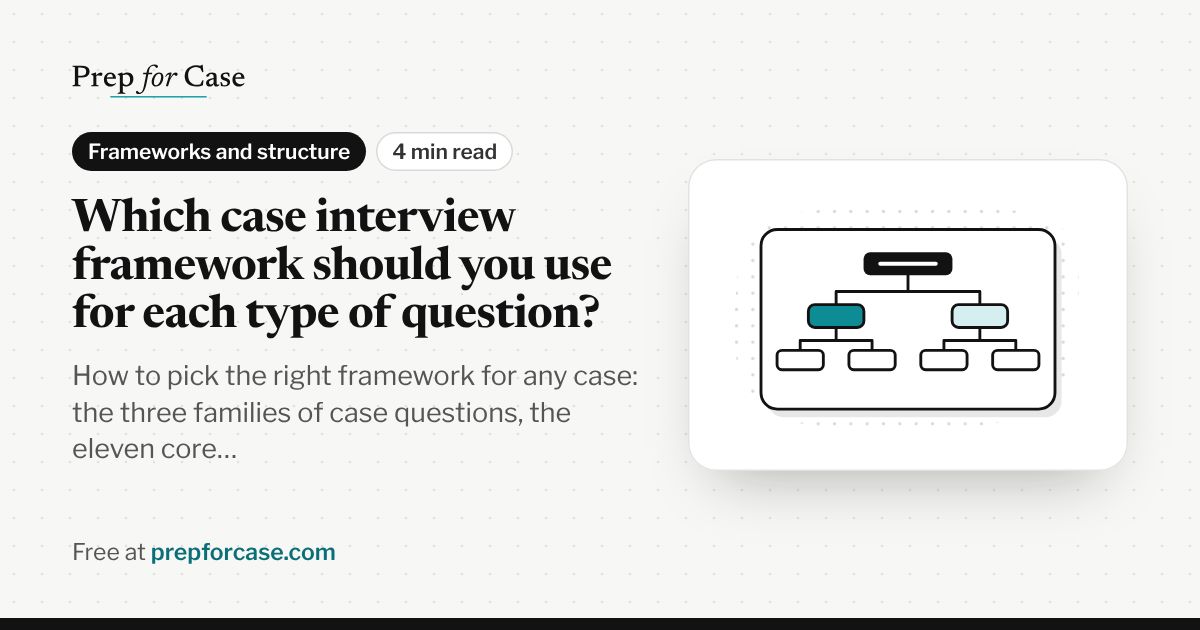 Prep for Case
Frameworks and structure
4 min read
Which case interview
framework should you use
for each type of question?
How to pick the right framework for any case:
the three families of case questions, the
eleven core...
Free at prepforcase.com